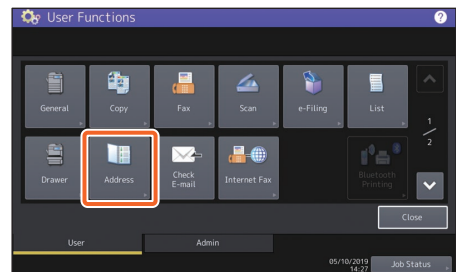 User Functions
?
General
Copy
Fax
Scan
e-Filing
List
1
2
Drawer
Address
Check
E-mail
Internet Fax
Bluetooth
Printing
Close
User
Admin
05/10/2019
14:27
Job Status